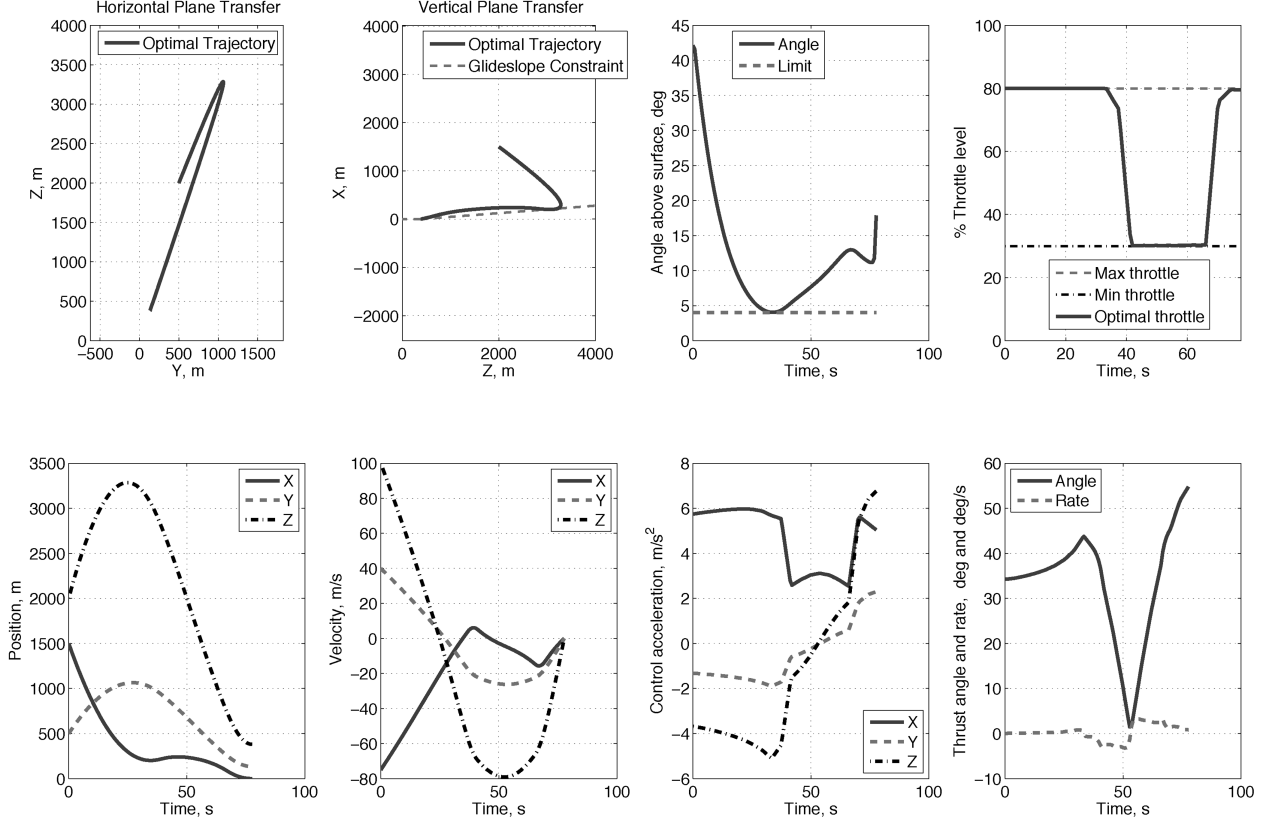 Horizontal Plane Transfer
4000
3500
3000
2500
2000
1500
1000
500
0
Optimal Trajectory
Z, m
−500 0 500 1000 1500
Y, m
Vertical Plane Transfer
4000
3000
2000
1000
0
−1000
−2000
Optimal Trajectory
Glideslope Constraint
X, m
0 2000 4000
Z, m
45
40
35
30
25
20
15
10
5
0
Angle
Limit
Angle above surface, deg
0 50 100
Time, s
100
80
60
40
20
0
% Throttle level
Max throttle
Min throttle
Optimal throttle
0 20 40 60
Time, s
3500
3000
2500
2000
1500
1000
500
0
X
Y
Z
Position, m
0 50 100
Time, s
100
80
60
40
20
0
−20
−40
−60
−80
X
Y
Z
Velocity, m/s
0 50 100
Time, s
8
6
4
2
0
−2
−4
−6
Control acceleration, m/s²
X
Y
Z
0 50 100
Time, s
60
50
40
30
20
10
0
−10
Angle
Rate
Thrust angle and rate, deg and deg/s
0 50 100
Time, s